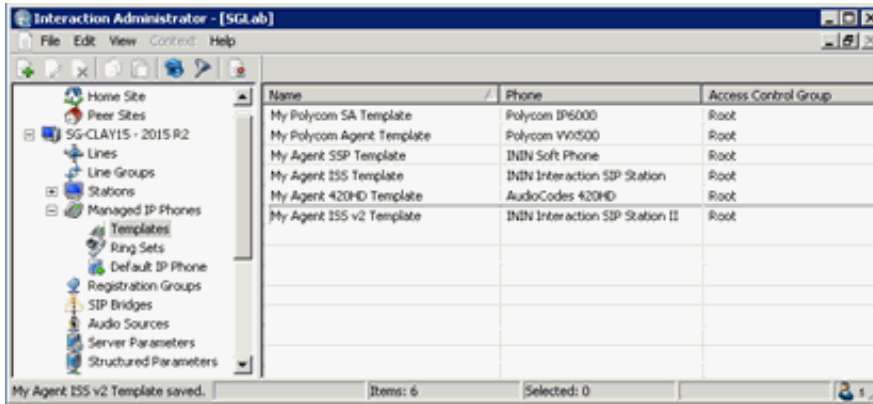 Interaction Administrator - [SGLab]
File Edit View Context Help
Name / Phone Access Control Group
Home Site
Peer Sites
SG-CLAY15 - 2015 R2
Lines
Line Groups
Stations
Managed IP Phones
Templates
Ring Sets
Default IP Phone
Registration Groups
SIP Bridges
Audio Sources
Server Parameters
Structured Parameters
My Polycom SA Template Polycom IP6000 Root
My Polycom Agent Template Polycom VVX500 Root
My Agent SSP Template ININ Soft Phone Root
My Agent ISS Template ININ Interaction SIP Station Root
My Agent 420HD Template AudioCodes 420HD Root
My Agent ISS v2 Template ININ Interaction SIP Station II Root
My Agent ISS v2 Template saved. Items: 6 Selected: 0 1